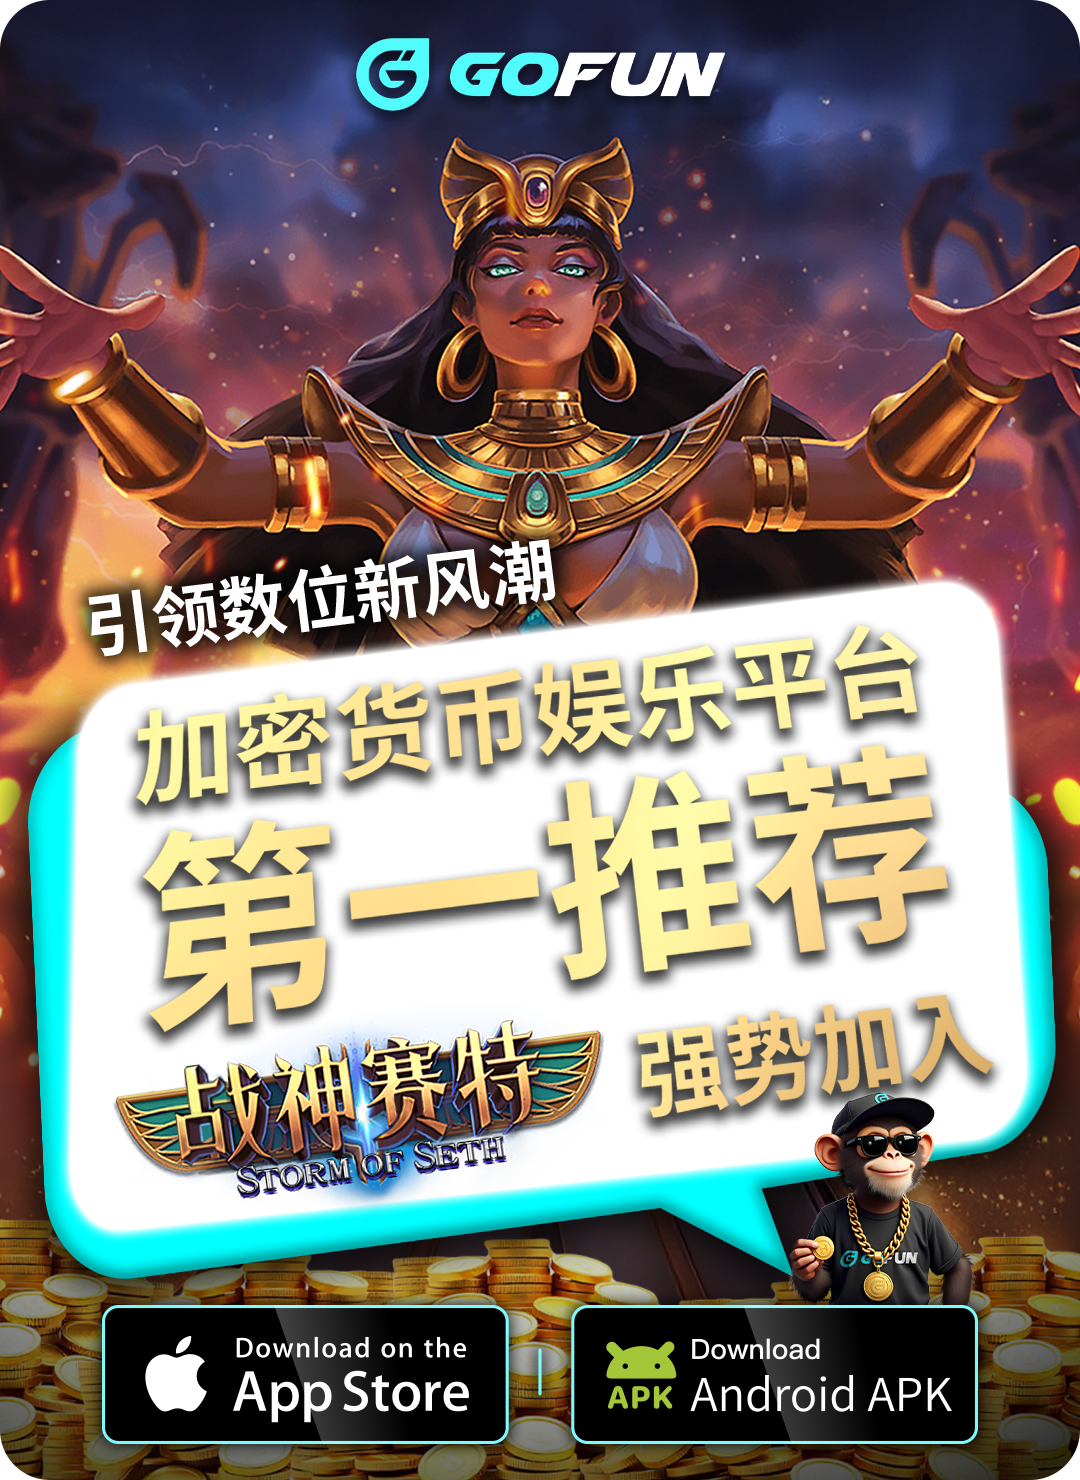 GOFUN
引领数位新风潮
加密货币娱乐平台
第一推荐
战神赛特
STORM OF SETH
强势加入
GOFUN
Download on the
App Store
APK
Download
Android APK